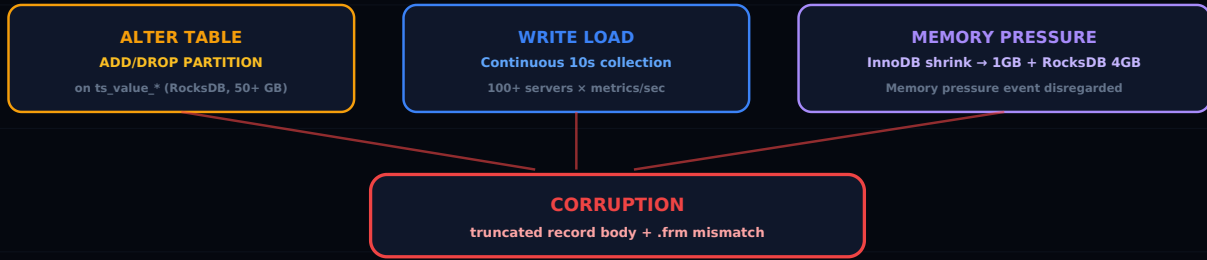 ALTER TABLE
ADD/DROP PARTITION
on ts_value_* (RocksDB, 50+ GB)
WRITE LOAD
Continuous 10s collection
100+ servers × metrics/sec
MEMORY PRESSURE
InnoDB shrink → 1GB + RocksDB 4GB
Memory pressure event disregarded
CORRUPTION
truncated record body + .frm mismatch